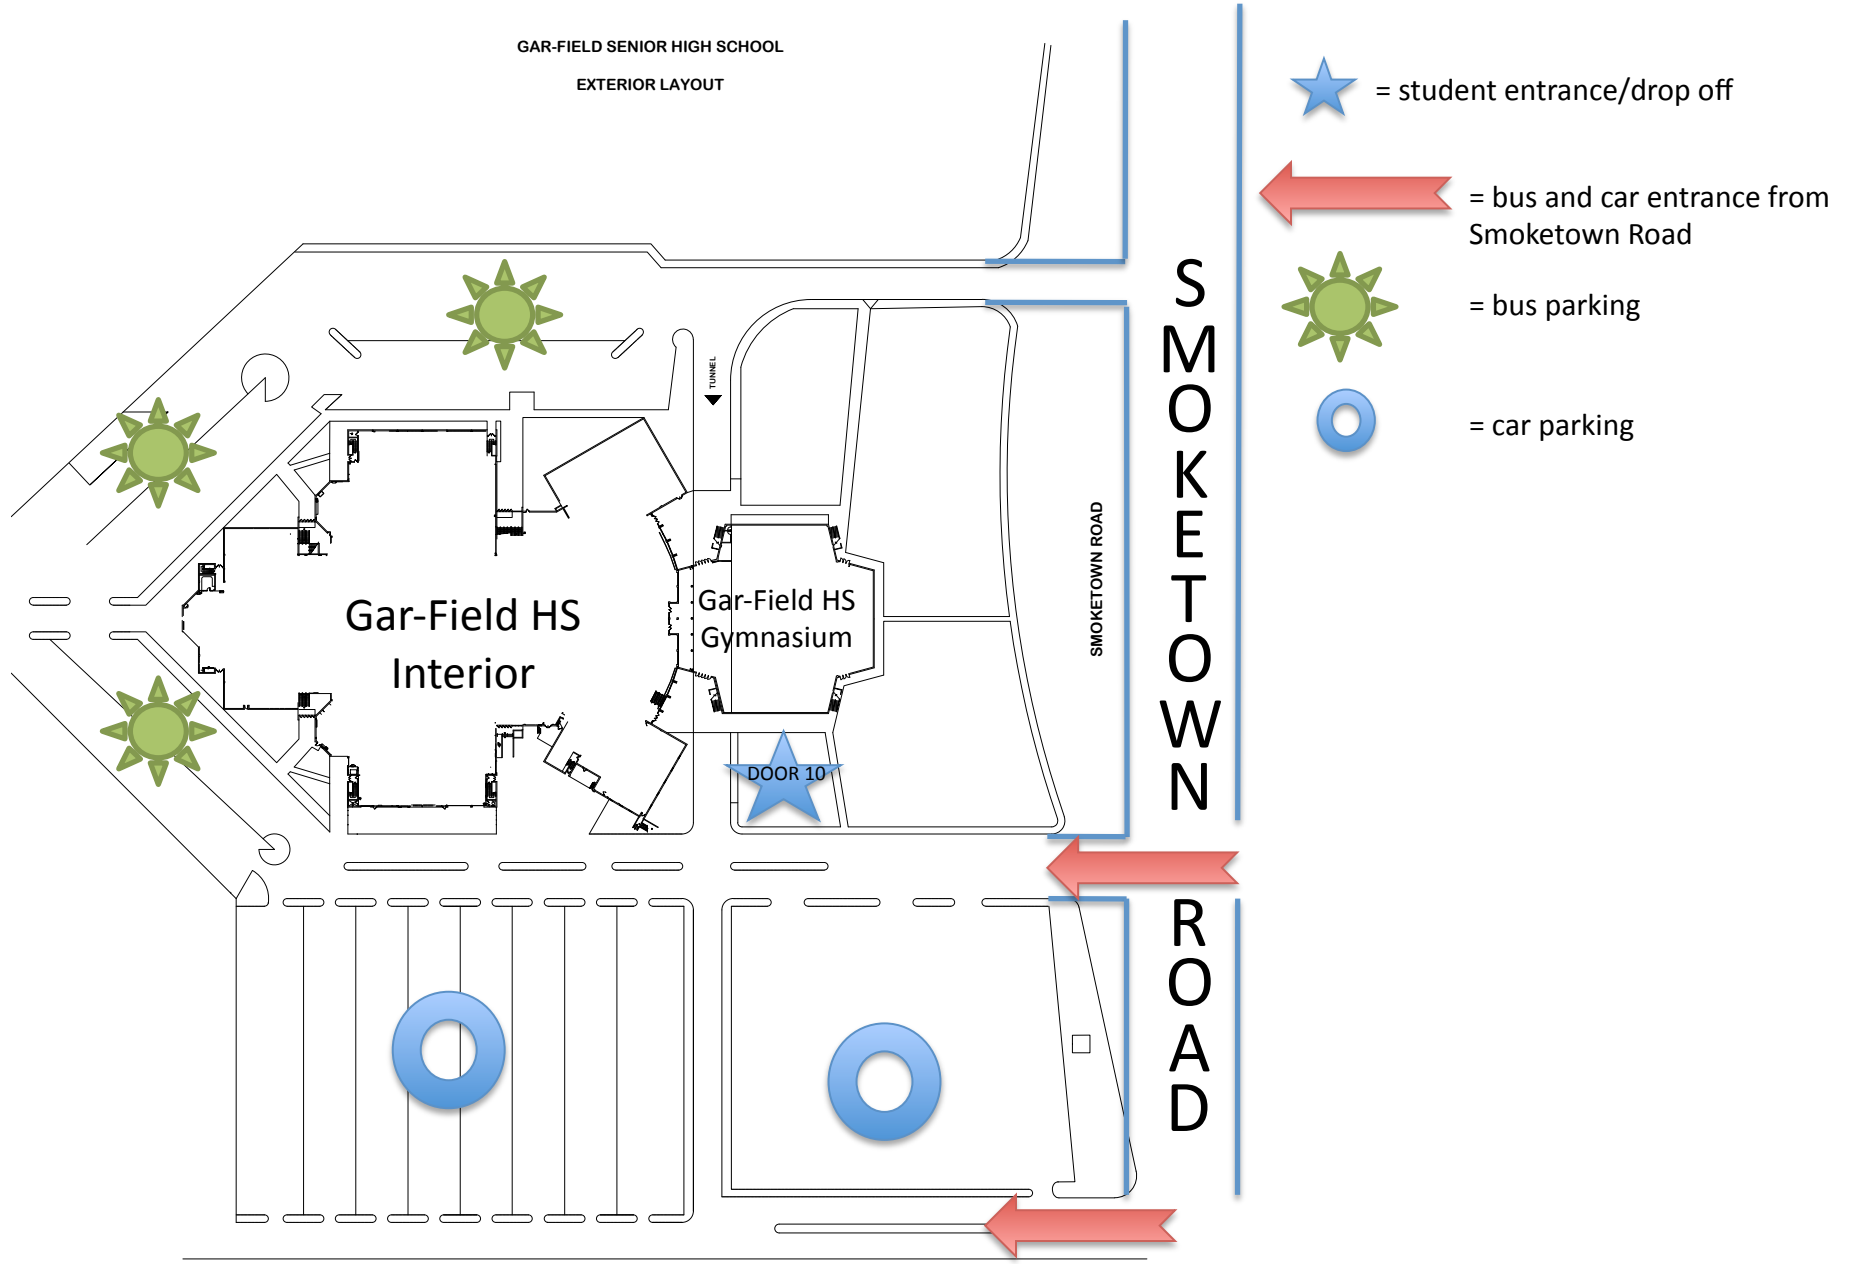 GAR-FIELD SENIOR HIGH SCHOOL
EXTERIOR LAYOUT
= student entrance/drop off
= bus and car entrance from
Smoketown Road
= bus parking
= car parking
TUNNEL
SMOKETOWN ROAD
SMOKETOWN
ROAD
Gar-Field HS
Interior
Gar-Field HS
Gymnasium
DOOR 10